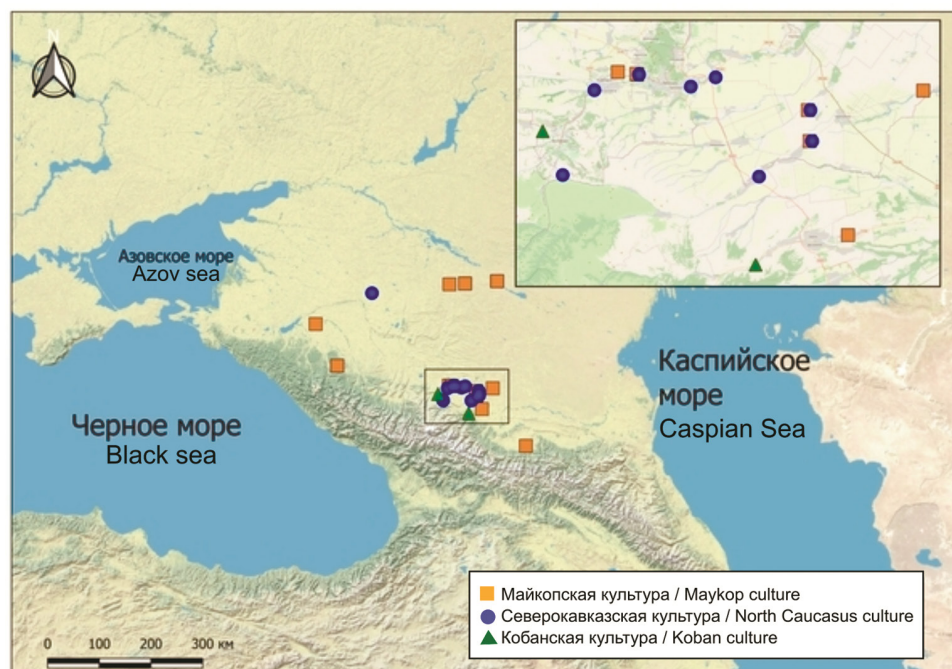 N
Азовское море
Azov sea
Каспийское
море
Caspian Sea
Черное море
Black sea
Майкопская культура / Maykop culture
Северокавказская культура / North Caucasus culture
Кобанская культура / Koban culture
0 100 200 300 км